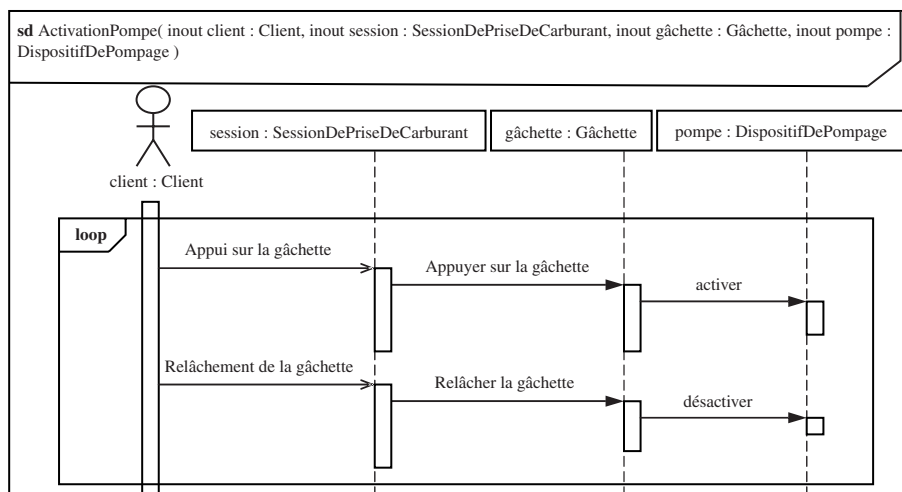 sd ActivationPompe( inout client : Client, inout session : SessionDePriseDeCarburant, inout gâchette : Gâchette, inout pompe :
DispositifDePompage )
session : SessionDePriseDeCarburant
gâchette : Gâchette
pompe : DispositifDePompage
client : Client
loop
Appui sur la gâchette
Appuyer sur la gâchette
activer
Relâchement de la gâchette
Relâcher la gâchette
désactiver